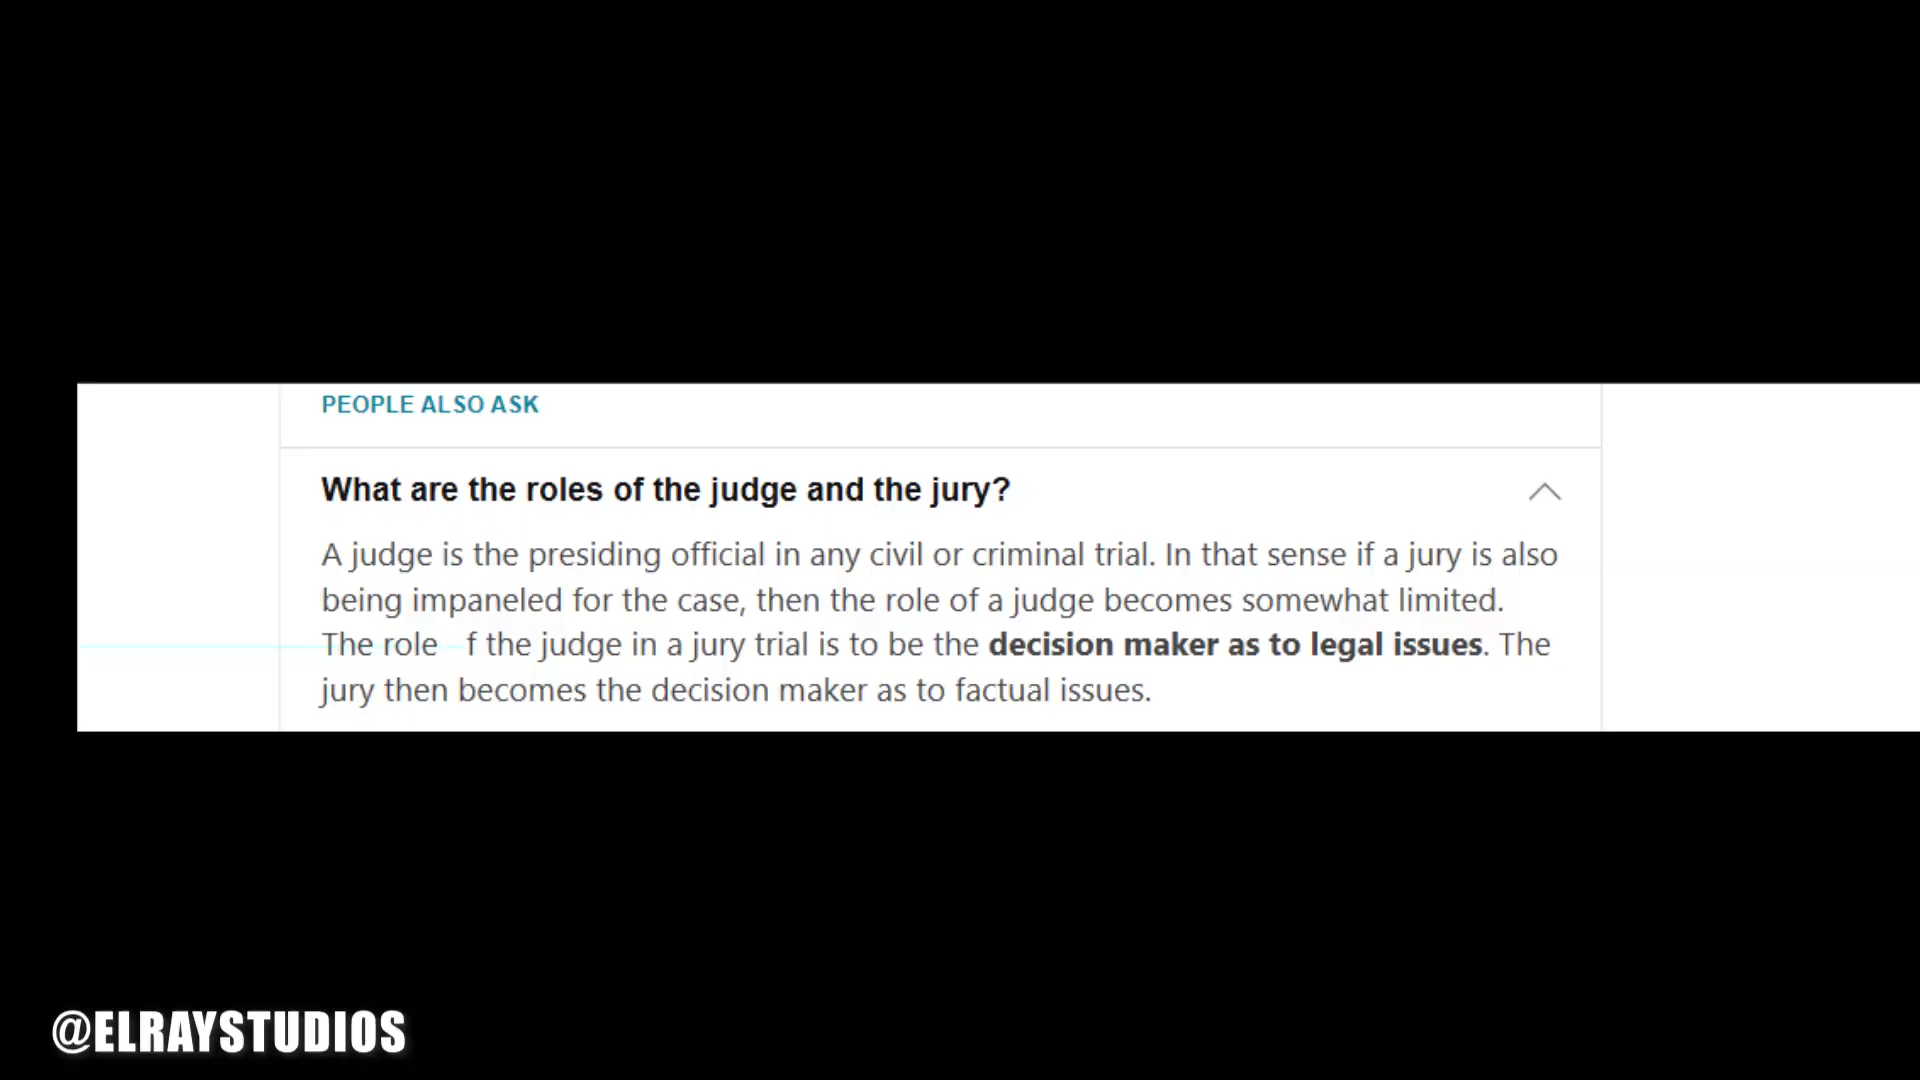 PEOPLE ALSO ASK
What are the roles of the judge and the jury?
A judge is the presiding official in any civil or criminal trial. In that sense if a jury is also
being impaneled for the case, then the role of a judge becomes somewhat limited.
The role f the judge in a jury trial is to be the decision maker as to legal issues. The
jury then becomes the decision maker as to factual issues.
@ELRAYSTUDIOS